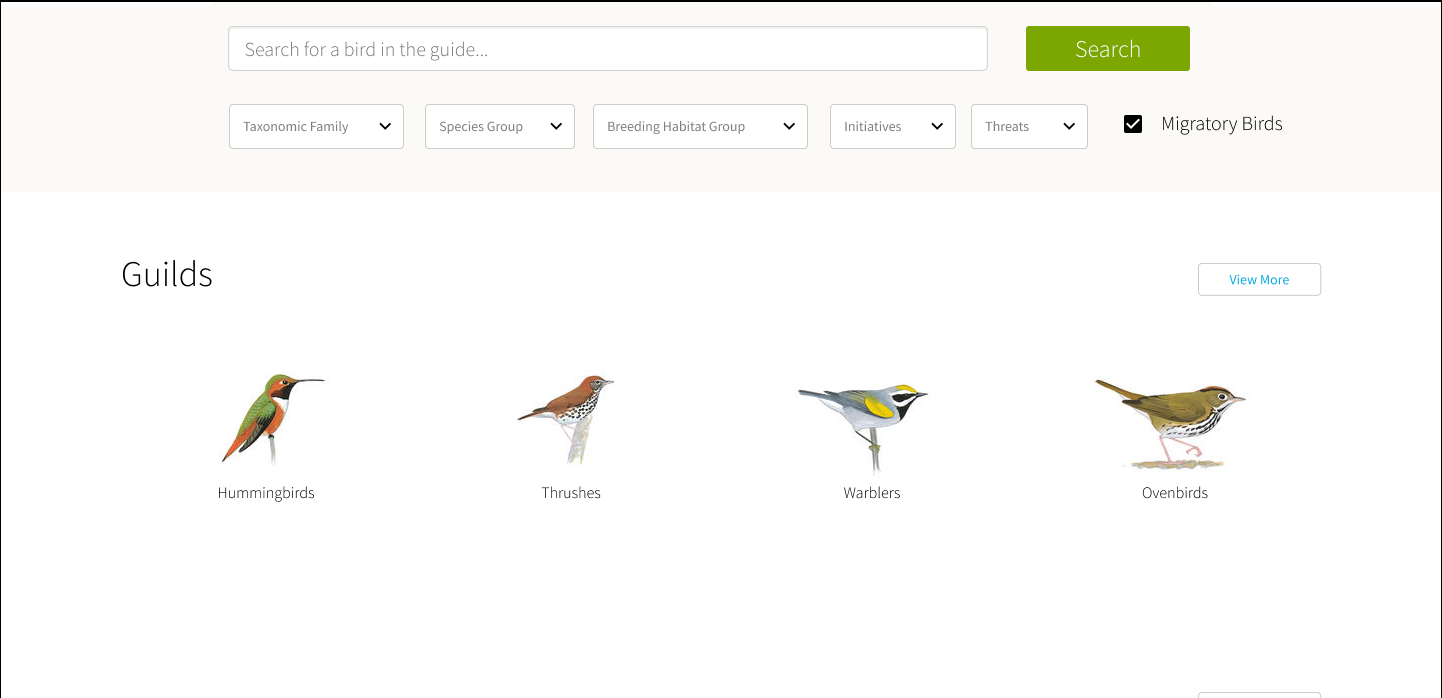 Search for a bird in the guide...
Search
Taxonomic Family
Species Group
Breeding Habitat Group
Initiatives
Threats
Migratory Birds
Guilds
View More
Hummingbirds
Thrushes
Warblers
Ovenbirds